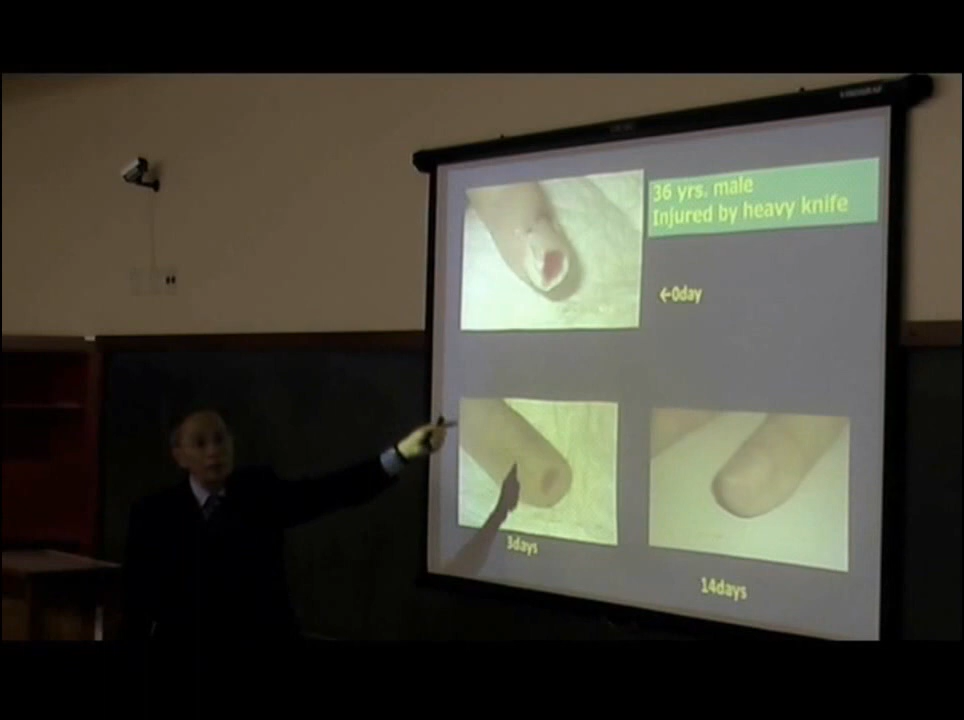 36 yrs. male
Injured by heavy knife
←0day
3days
14days